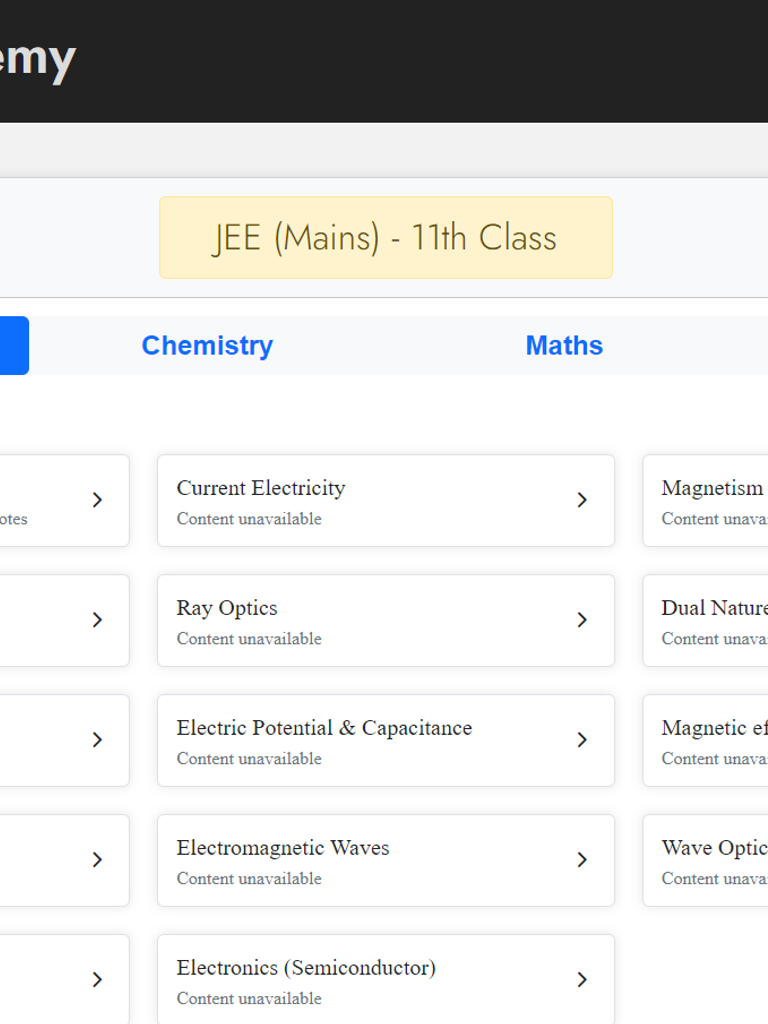 emy
JEE (Mains) - 11th Class
Chemistry
Maths
Current Electricity
Magnetism
otes
Content unavailable
Content unava
Ray Optics
Dual Nature
Content unavailable
Content unava
Electric Potential & Capacitance
Magnetic ef
Content unavailable
Content unava
Electromagnetic Waves
Wave Optic
Content unavailable
Content unava
Electronics (Semiconductor)
Content unavailable